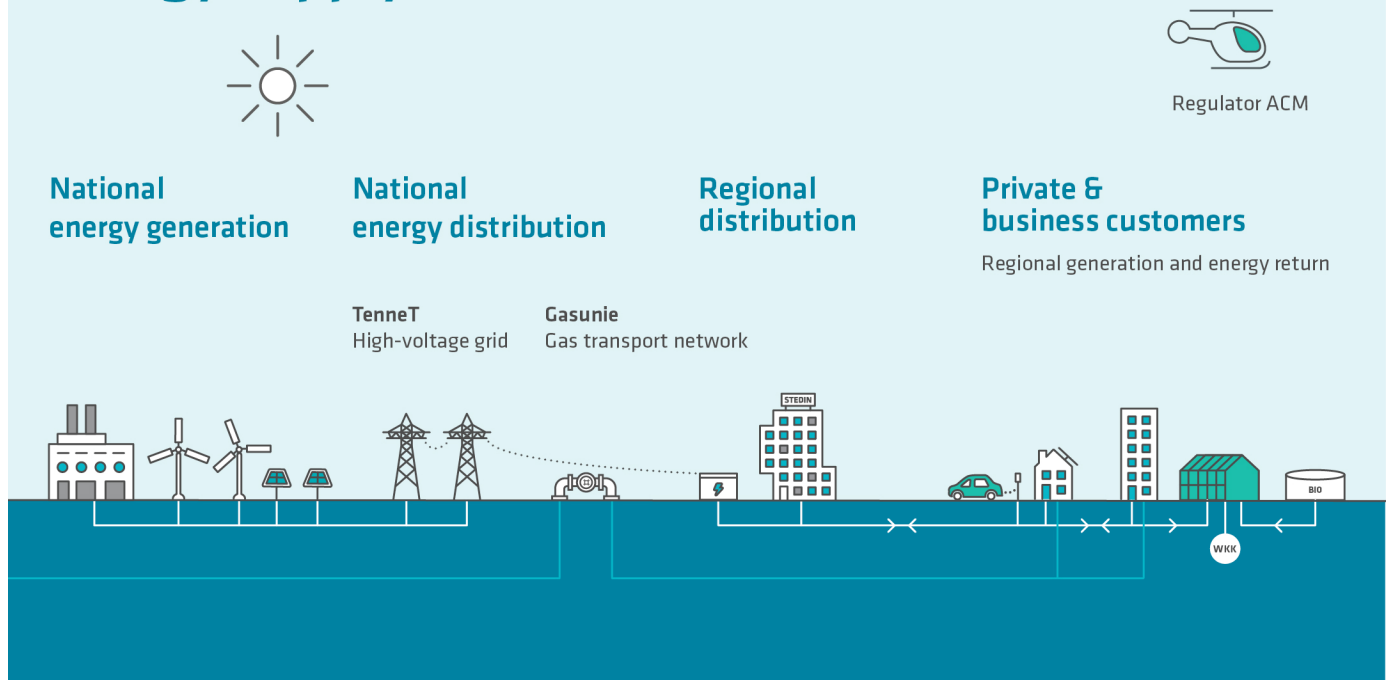 Regulator ACM
National
energy generation
National
energy distribution
Regional
distribution
Private &
business customers
Regional generation and energy return
TenneT
High-voltage grid
Gasunie
Gas transport network
STEDIN
BIO
WKK